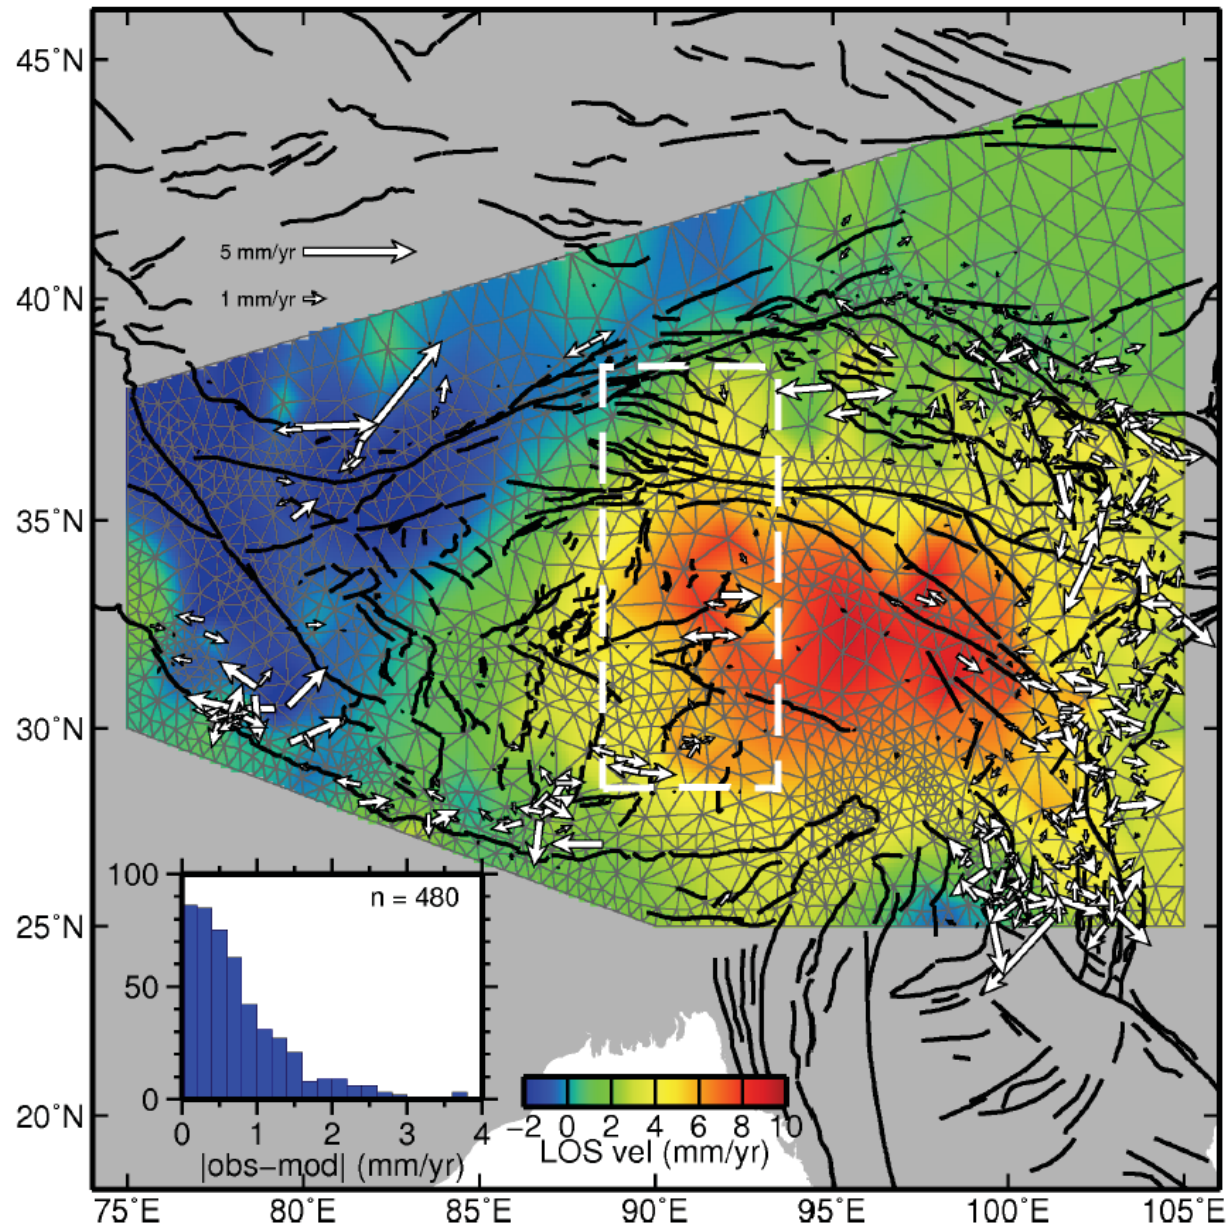 45˚N
40˚N
35˚N
30˚N
25˚N
20˚N
5 mm/yr
1 mm/yr
100
50
0
n = 480
0 1 2 3 4
|obs−mod| (mm/yr)
−2 0 2 4 6 8 10
LOS vel (mm/yr)
75˚E 80˚E 85˚E 90˚E 95˚E 100˚E 105˚E